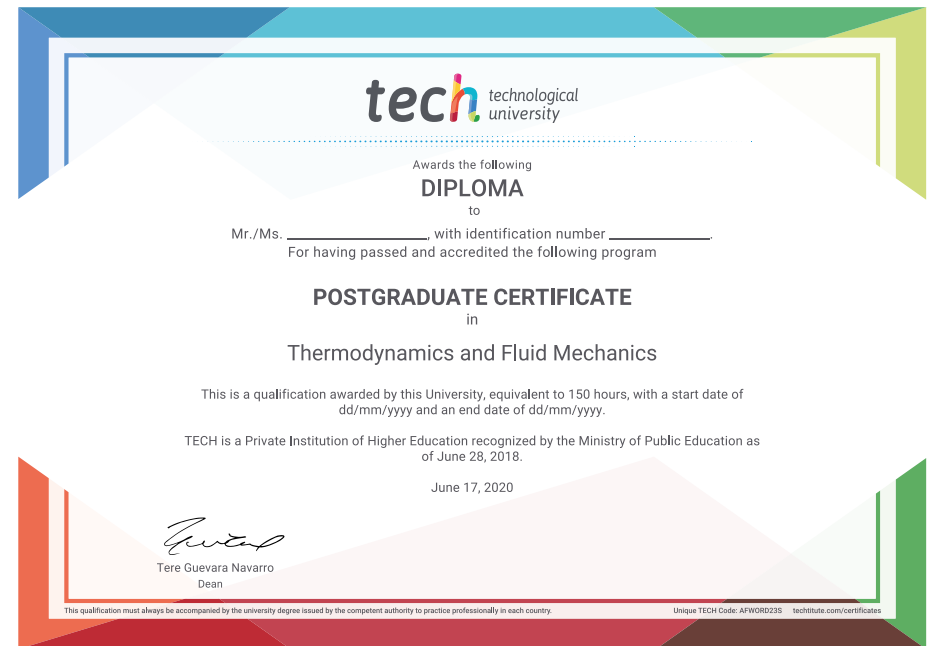 tech technological
university
Awards the following
DIPLOMA
to
Mr./Ms. ____________________, with identification number ______________.
For having passed and accredited the following program
POSTGRADUATE CERTIFICATE
in
Thermodynamics and Fluid Mechanics
This is a qualification awarded by this University, equivalent to 150 hours, with a start date of
dd/mm/yyyy and an end date of dd/mm/yyyy.
TECH is a Private Institution of Higher Education recognized by the Ministry of Public Education as
of June 28, 2018.
June 17, 2020
Tere Guevara Navarro
Dean
This qualification must always be accompanied by the university degree issued by the competent authority to practice professionally in each country.
Unique TECH Code: AFWORD23S techtitute.com/certificates